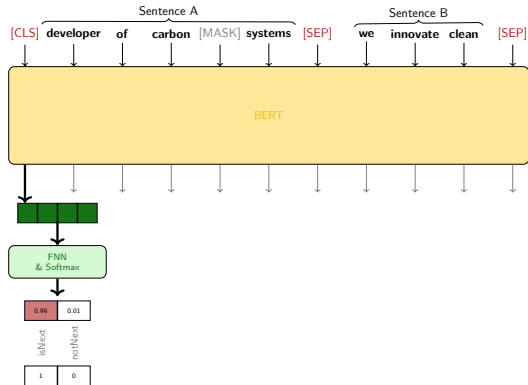 Sentence A Sentence B
[CLS] developer of carbon [MASK] systems [SEP] we innovate clean [SEP]
BERT
FNN
& Softmax
0.99 0.01
isNext notNext
1 0